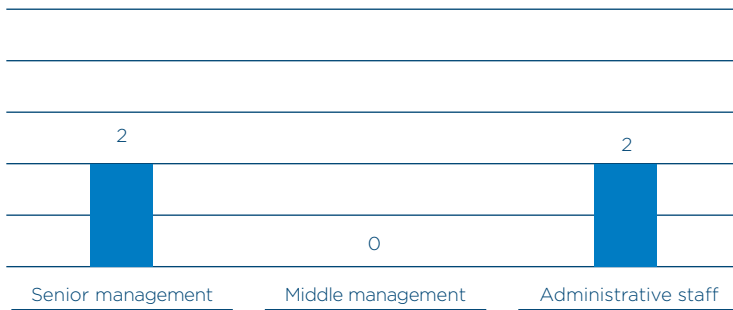 2
2
0
Senior management
Middle management
Administrative staff